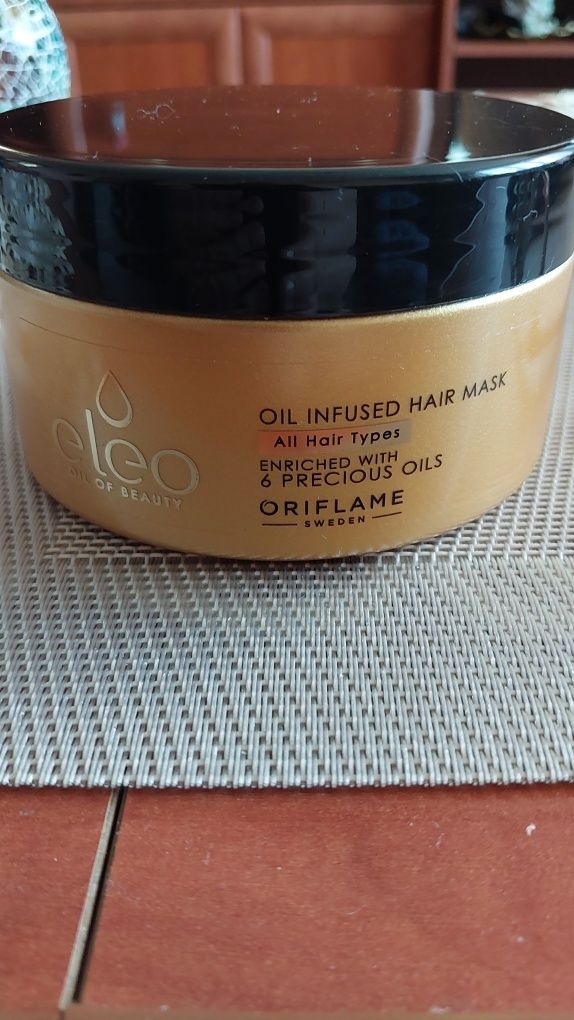 eleo
OIL OF BEAUTY
OIL INFUSED HAIR MASK
All Hair Types
ENRICHED WITH
6 PRECIOUS OILS
ORIFLAME
SWEDEN